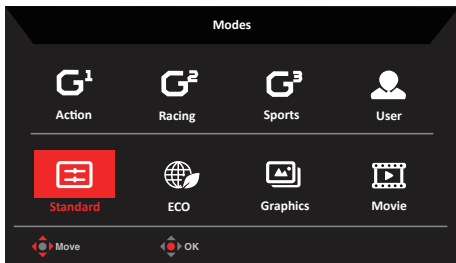 Modes
G¹ G² G³
Action Racing Sports User
Standard ECO Graphics Movie
Move OK